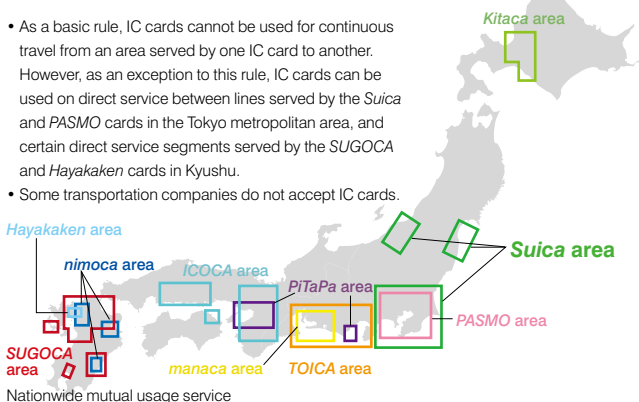 Kitaca area
• As a basic rule, IC cards cannot be used for continuous
travel from an area served by one IC card to another.
However, as an exception to this rule, IC cards can be
used on direct service between lines served by the Suica
and PASMO cards in the Tokyo metropolitan area, and
certain direct service segments served by the SUGOCA
and Hayakaken cards in Kyushu.
• Some transportation companies do not accept IC cards.
Hayakaken area
nimoca area
ICOCA area
PiTaPa area
Suica area
PASMO area
SUGOCA
area
manaca area
TOICA area
Nationwide mutual usage service